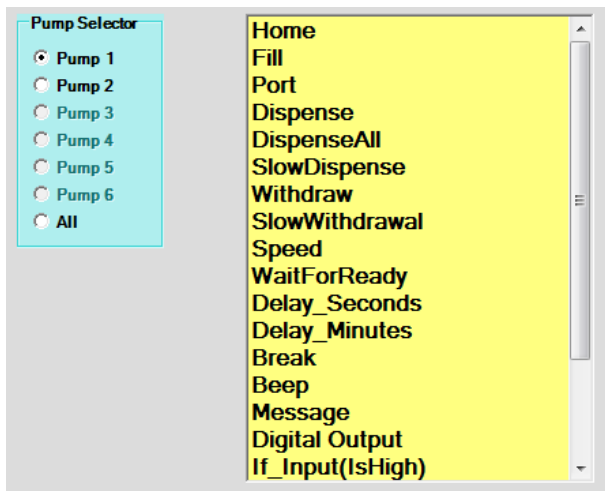 Pump Selector
Pump 1
Pump 2
Pump 3
Pump 4
Pump 5
Pump 6
All
Home
Fill
Port
Dispense
DispenseAll
SlowDispense
Withdraw
SlowWithdrawal
Speed
WaitForReady
Delay_Seconds
Delay_Minutes
Break
Beep
Message
Digital Output
If_Input(IsHigh)